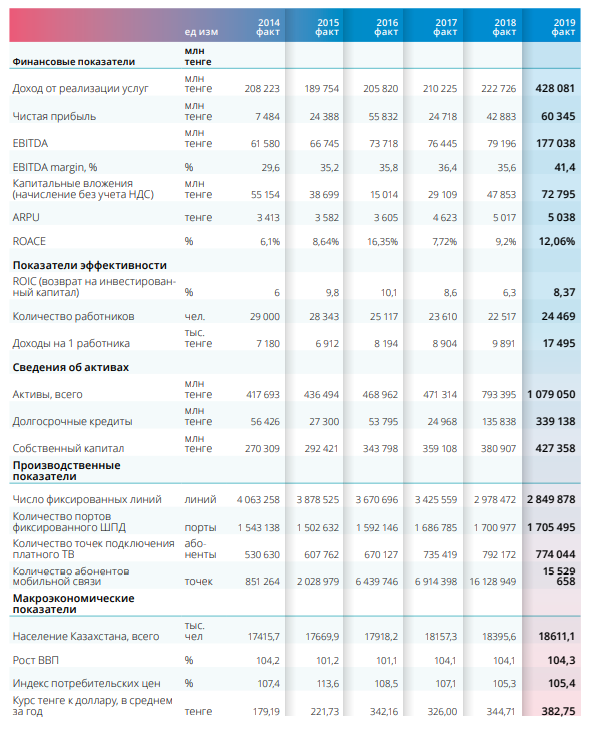 ед изм 2014 факт 2015 факт 2016 факт 2017 факт 2018 факт 2019 факт
Финансовые показатели млн тенге
Доход от реализации услуг млн тенге 208 223 189 754 205 820 210 225 222 726 428 081
Чистая прибыль млн тенге 7 484 24 388 55 832 24 718 42 883 60 345
EBITDA млн тенге 61 580 66 745 73 718 76 445 79 196 177 038
EBITDA margin, % % 29,6 35,2 35,8 36,4 35,6 41,4
Капитальные вложения (начисление без учета НДС) млн тенге 55 154 38 699 15 014 29 109 47 853 72 795
ARPU тенге 3 413 3 582 3 605 4 623 5 017 5 038
ROACE % 6,1% 8,64% 16,35% 7,72% 9,2% 12,06%
Показатели эффективности
ROIC (возврат на инвестирован-
ный капитал) % 6 9,8 10,1 8,6 6,3 8,37
Количество работников чел. 29 000 28 343 25 117 23 610 22 517 24 469
Доходы на 1 работника тыс. тенге 7 180 6 912 8 194 8 904 9 891 17 495
Сведения об активах
Активы, всего млн тенге 417 693 436 494 468 962 471 314 793 395 1 079 050
Долгосрочные кредиты млн тенге 56 426 27 300 53 795 24 968 135 838 339 138
Собственный капитал млн тенге 270 309 292 421 343 798 359 108 380 907 427 358
Производственные
показатели
Число фиксированных линий линий 4 063 258 3 878 525 3 670 696 3 425 559 2 978 472 2 849 878
Количество портов
фиксированного ШПД порты 1 543 138 1 502 632 1 592 146 1 686 785 1 700 977 1 705 495
Количество точек подключения або-
платного ТВ ненты 530 630 607 762 670 127 735 419 792 172 774 044
Количество абонентов 15 529
мобильной связи точек 851 264 2 028 979 6 439 746 6 914 398 16 128 949 658
Макроэкономические
показатели
Население Казахстана, всего тыс. чел 17415,7 17669,9 17918,2 18157,3 18395,6 18611,1
Рост ВВП % 104,2 101,2 101,1 104,1 104,1 104,3
Индекс потребительских цен % 107,4 113,6 108,5 107,1 105,3 105,4
Курс тенге к доллару, в среднем
за год тенге 179,19 221,73 342,16 326,00 344,71 382,75